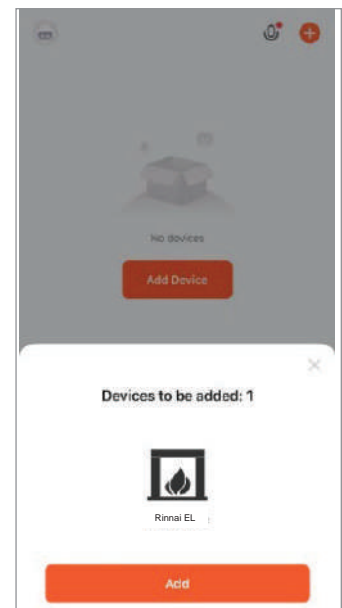 No devices
Add Device
Devices to be added: 1
Rinnai EL
Add